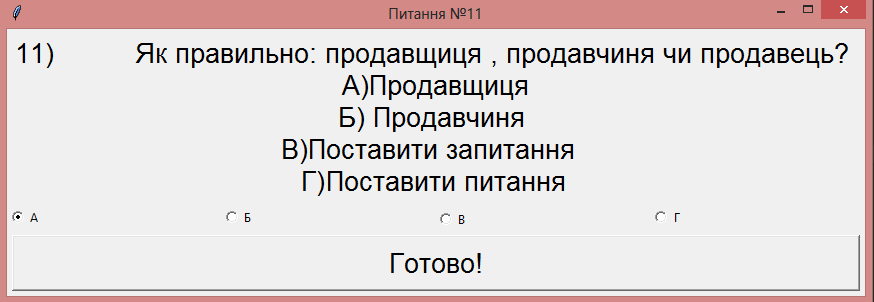 Питання №11
11) Як правильно: продавщиця , продавчиня чи продавець?
А)Продавщиця
Б) Продавчиня
В)Поставити запитання
Г)Поставити питання
А Б В Г
Готово!